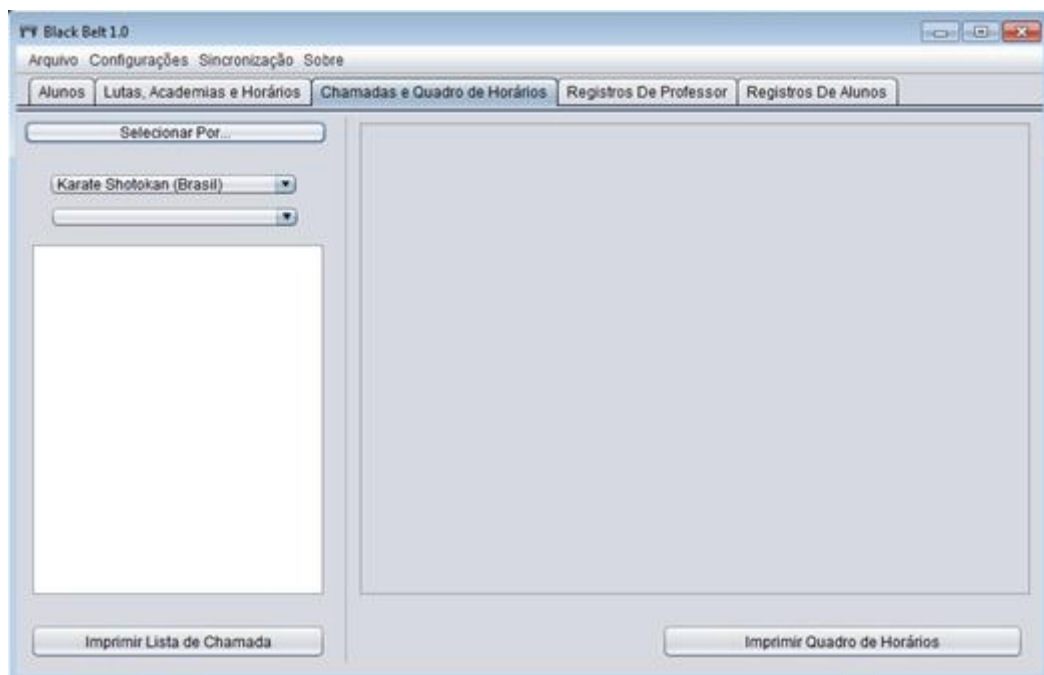 Black Belt 1.0
Arquivo Configurações Sincronização Sobre
Alunos Lutas, Academias e Horários Chamadas e Quadro de Horários Registros De Professor Registros De Alunos
Selecionar Por...
Karate Shotokan (Brasil)
Imprimir Lista de Chamada
Imprimir Quadro de Horários